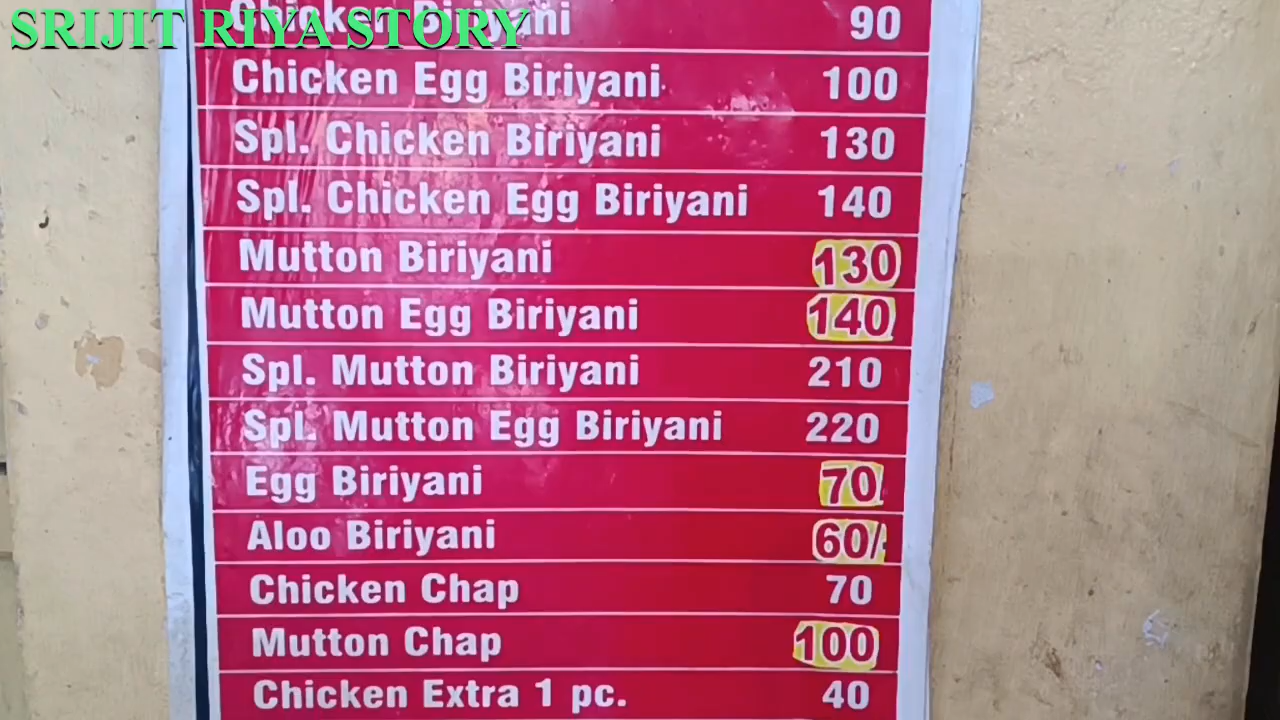 SRIJIT RIYA STORY
Chicken Biriyani 90
Chicken Egg Biriyani 100
Spl. Chicken Biriyani 130
Spl. Chicken Egg Biriyani 140
Mutton Biriyani 130
Mutton Egg Biriyani 140
Spl. Mutton Biriyani 210
Spl. Mutton Egg Biriyani 220
Egg Biriyani 70
Aloo Biriyani 60/-
Chicken Chap 70
Mutton Chap 100
Chicken Extra 1 pc. 40